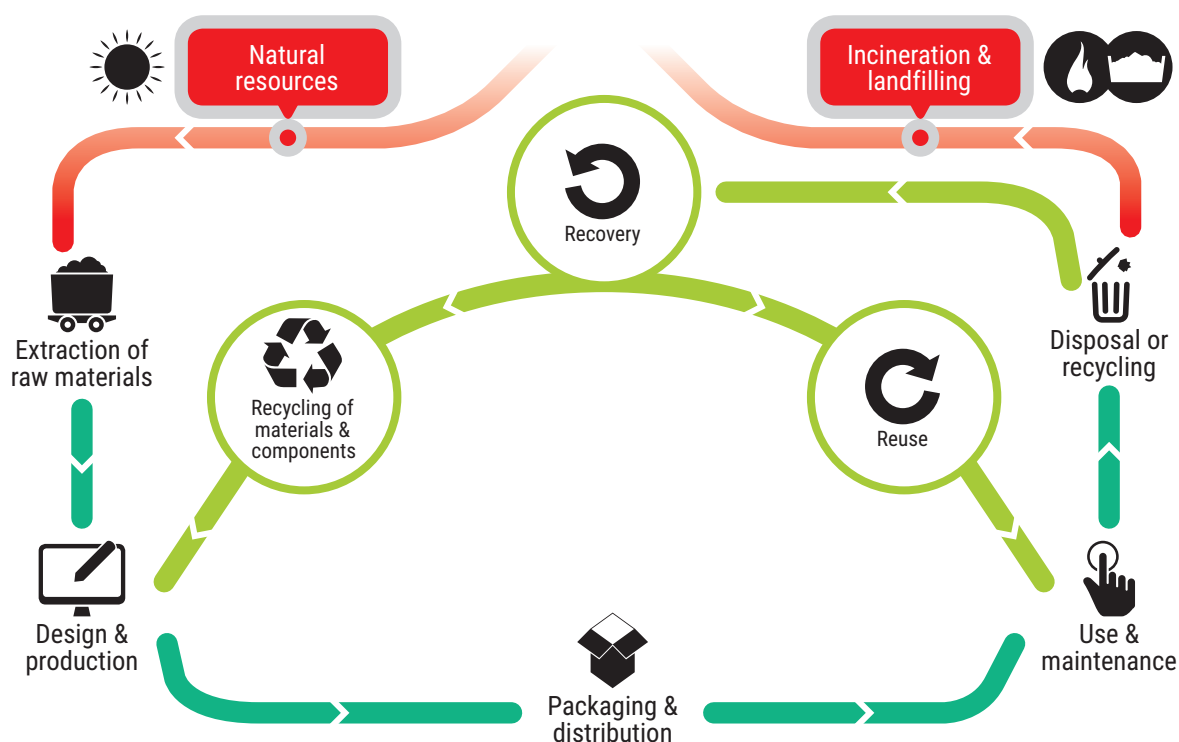 Natural
resources
Incineration &
landfilling
Recovery
Extraction of
raw materials
Recycling of
materials &
components
Reuse
Disposal or
recycling
Design &
production
Packaging &
distribution
Use &
maintenance